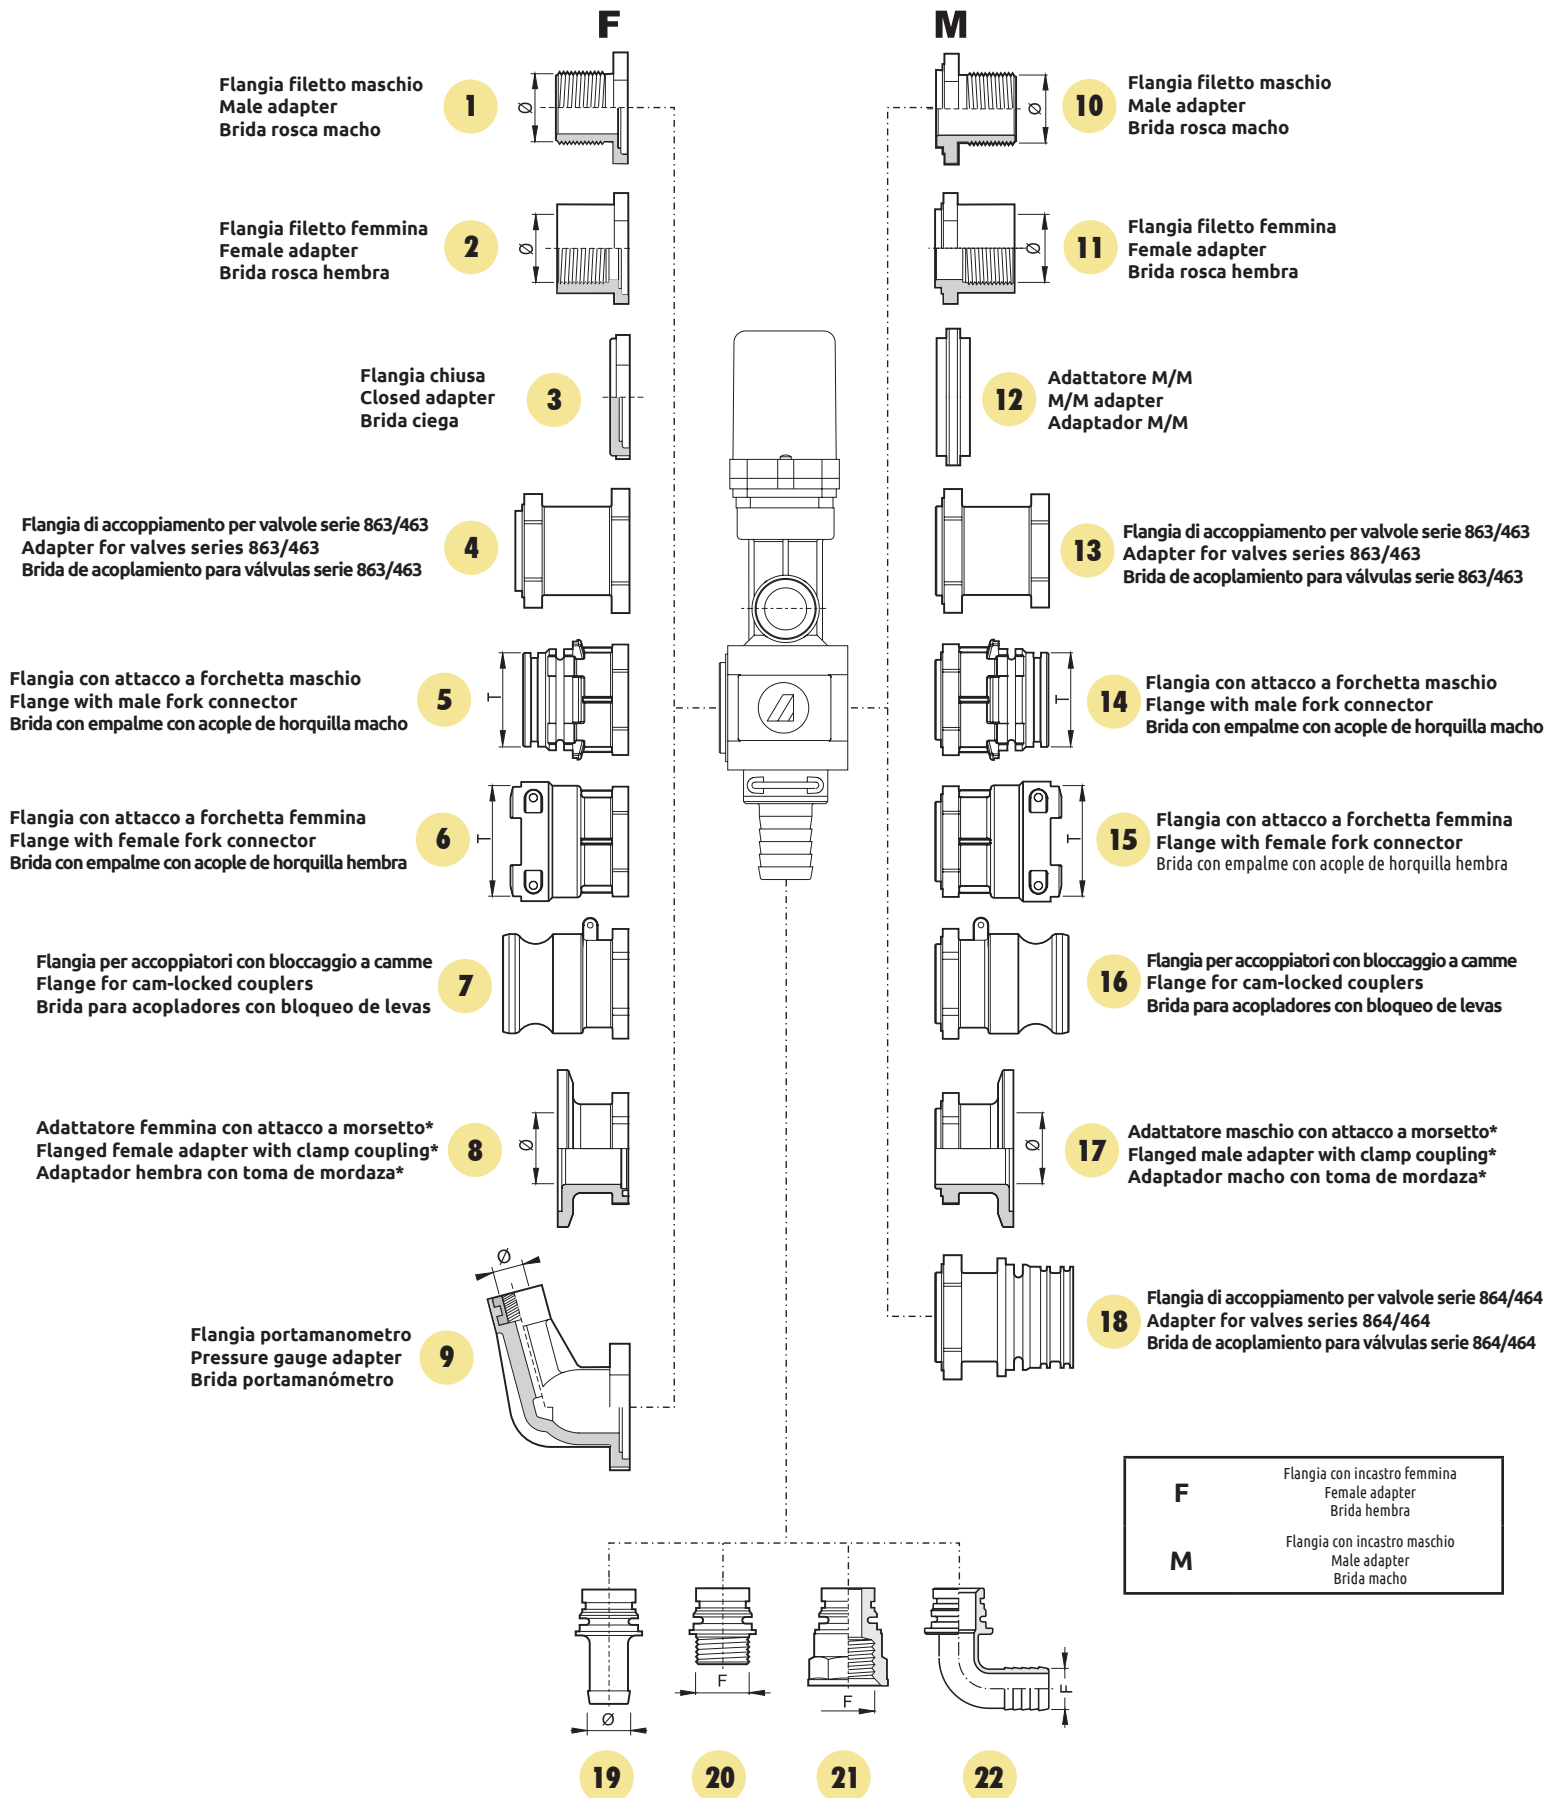 F
M
Flangia filetto maschio
Male adapter
Brida rosca macho
1
Ø
Flangia filetto femmina
Female adapter
Brida rosca hembra
2
Ø
Flangia chiusa
Closed adapter
Brida ciega
3
Flangia di accoppiamento per valvole serie 863/463
Adapter for valves series 863/463
Brida de acoplamiento para válvulas serie 863/463
4
Flangia con attacco a forchetta maschio
Flange with male fork connector
Brida con empalme con acople de horquilla macho
5
T
Flangia con attacco a forchetta femmina
Flange with female fork connector
Brida con empalme con acople de horquilla hembra
6
T
Flangia per accoppiatori con bloccaggio a camme
Flange for cam-locked couplers
Brida para acopladores con bloqueo de levas
7
Adattatore femmina con attacco a morsetto*
Flanged female adapter with clamp coupling*
Adaptador hembra con toma de mordaza*
8
Ø
Flangia portamanometro
Pressure gauge adapter
Brida portamanómetro
9
Ø
Ø
10
Flangia filetto maschio
Male adapter
Brida rosca macho
Ø
11
Flangia filetto femmina
Female adapter
Brida rosca hembra
12
Adattatore M/M
M/M adapter
Adaptador M/M
13
Flangia di accoppiamento per valvole serie 863/463
Adapter for valves series 863/463
Brida de acoplamiento para válvulas serie 863/463
T
14
Flangia con attacco a forchetta maschio
Flange with male fork connector
Brida con empalme con acople de horquilla macho
T
15
Flangia con attacco a forchetta femmina
Flange with female fork connector
Brida con empalme con acople de horquilla hembra
16
Flangia per accoppiatori con bloccaggio a camme
Flange for cam-locked couplers
Brida para acopladores con bloqueo de levas
Ø
17
Adattatore maschio con attacco a morsetto*
Flanged male adapter with clamp coupling*
Adaptador macho con toma de mordaza*
18
Flangia di accoppiamento per valvole serie 864/464
Adapter for valves series 864/464
Brida de acoplamiento para válvulas serie 864/464
F
Flangia con incastro femmina
Female adapter
Brida hembra
M
Flangia con incastro maschio
Male adapter
Brida macho
Ø
F
F
F
19
20
21
22